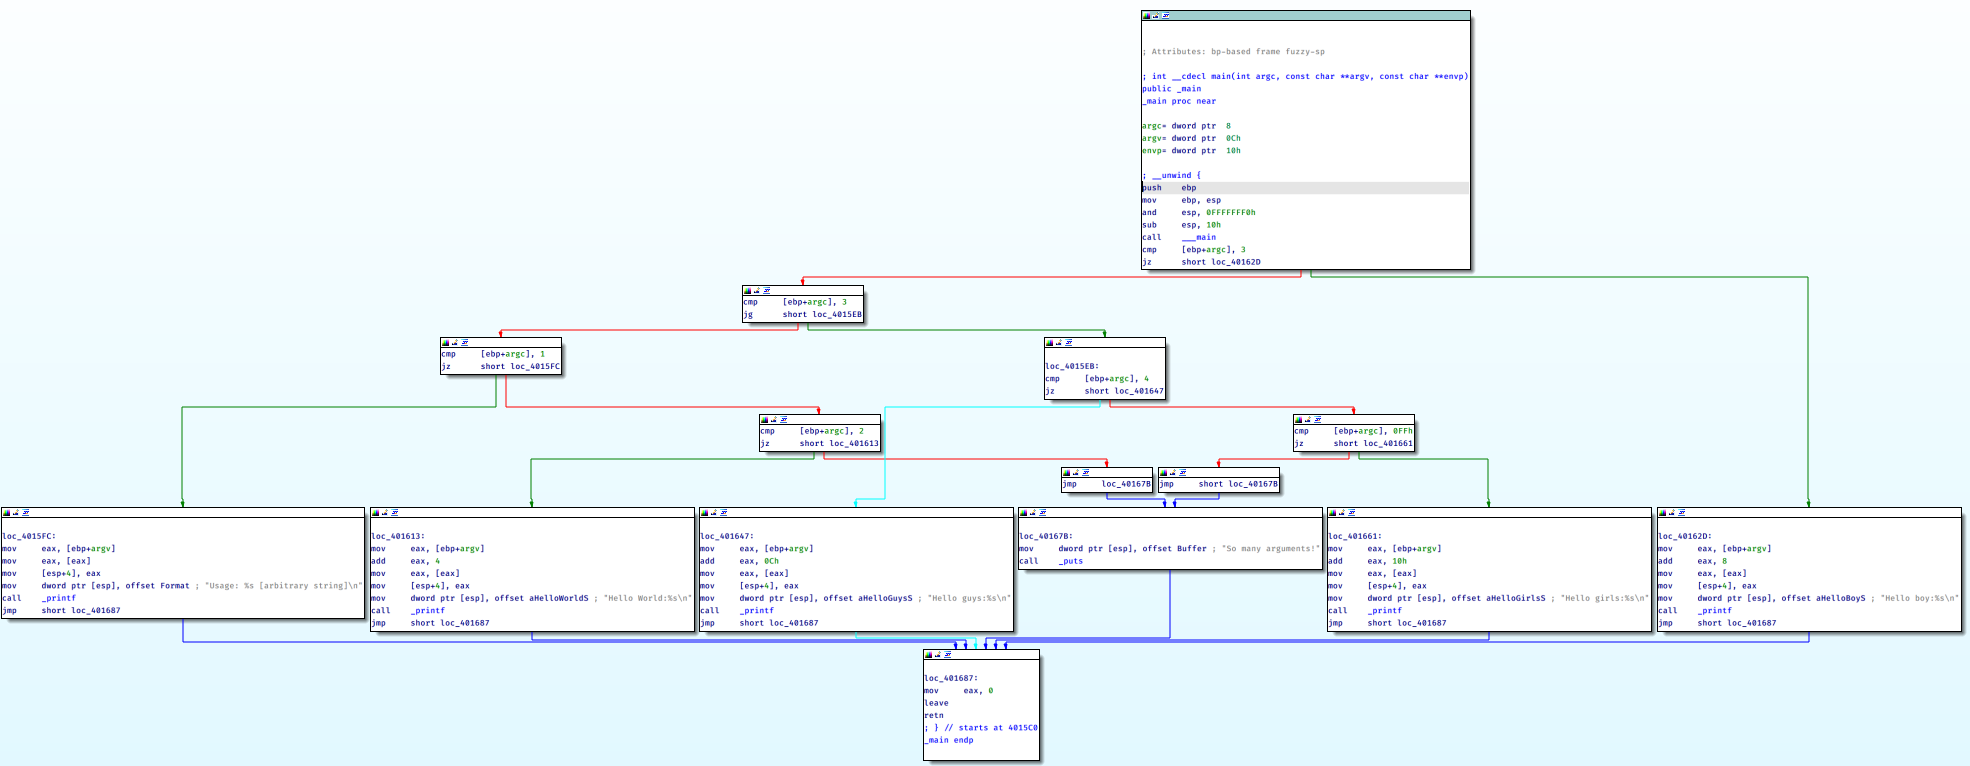 ; Attributes: bp-based frame fuzzy-sp
; int __cdecl main(int argc, const char **argv, const char **envp)
public _main
_main proc near
argc= dword ptr  8
argv= dword ptr  0Ch
envp= dword ptr  10h
; __unwind {
push    ebp
mov     ebp, esp
and     esp, 0FFFFFFF0h
sub     esp, 10h
call    ___main
cmp     [ebp+argc], 3
jz      short loc_40162D
cmp     [ebp+argc], 3
jg      short loc_4015EB
cmp     [ebp+argc], 1
jz      short loc_4015FC
loc_4015EB:
cmp     [ebp+argc], 4
jz      short loc_401647
cmp     [ebp+argc], 2
jz      short loc_401613
cmp     [ebp+argc], 0FFh
jz      short loc_401661
jmp     loc_40167B
jmp     short loc_40167B
loc_4015FC:
mov     eax, [ebp+argv]
mov     eax, [eax]
mov     [esp+4], eax
mov     dword ptr [esp], offset Format ; "Usage: %s [arbitrary string]\n"
call    _printf
jmp     short loc_401687
loc_401613:
mov     eax, [ebp+argv]
add     eax, 4
mov     eax, [eax]
mov     [esp+4], eax
mov     dword ptr [esp], offset aHelloWorldS ; "Hello World:%s\n"
call    _printf
jmp     short loc_401687
loc_401647:
mov     eax, [ebp+argv]
add     eax, 0Ch
mov     eax, [eax]
mov     [esp+4], eax
mov     dword ptr [esp], offset aHelloGuysS ; "Hello guys:%s\n"
call    _printf
jmp     short loc_401687
loc_40167B:
mov     dword ptr [esp], offset Buffer ; "So many arguments!"
call    _puts
loc_401661:
mov     eax, [ebp+argv]
add     eax, 10h
mov     eax, [eax]
mov     [esp+4], eax
mov     dword ptr [esp], offset aHelloGirlsS ; "Hello girls:%s\n"
call    _printf
jmp     short loc_401687
loc_40162D:
mov     eax, [ebp+argv]
add     eax, 8
mov     eax, [eax]
mov     [esp+4], eax
mov     dword ptr [esp], offset aHelloBoyS ; "Hello boy:%s\n"
call    _printf
jmp     short loc_401687
loc_401687:
mov     eax, 0
leave
retn
; } // starts at 4015C0
_main endp